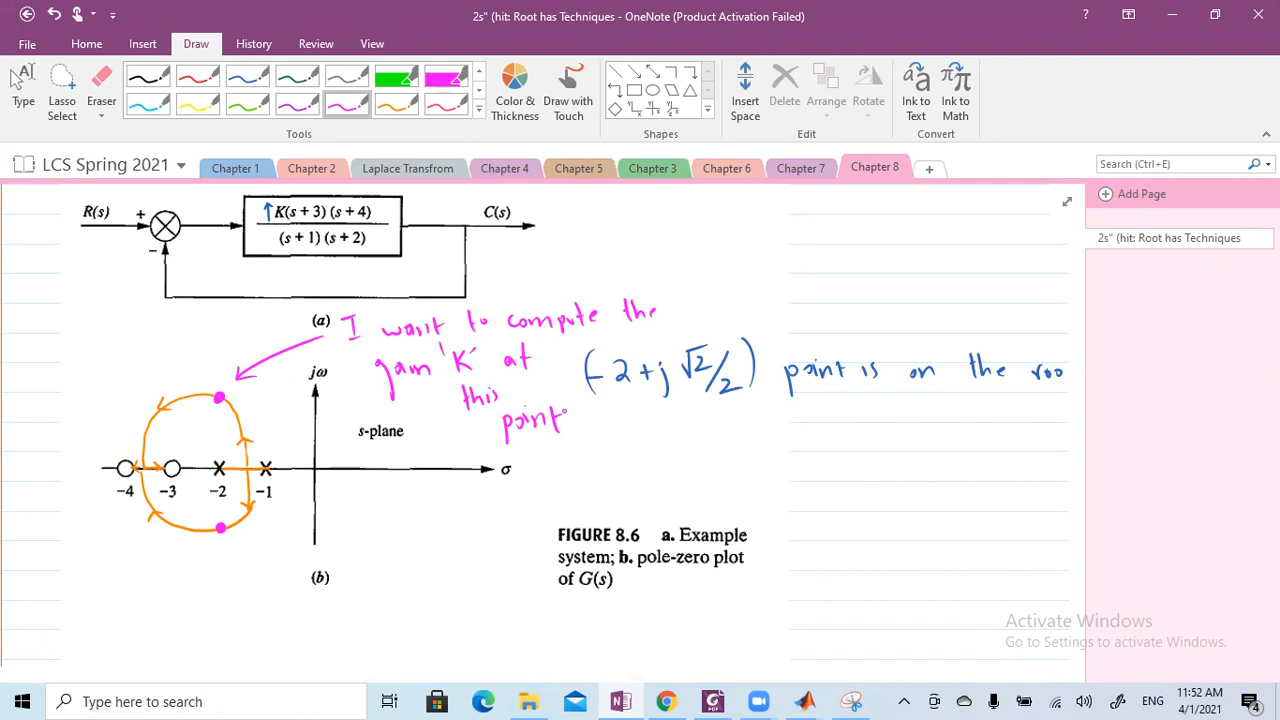 2s" (hit: Root has Techniques - OneNote (Product Activation Failed)
File Home Insert Draw History Review View
Type
Lasso Select
Eraser
Color & Thickness
Draw with Touch
Insert Space
Delete
Arrange
Rotate
Ink to Text
Ink to Math
Tools
Shapes
Edit
Convert
LCS Spring 2021
Chapter 1 Chapter 2 Laplace Transfrom Chapter 4 Chapter 5 Chapter 3 Chapter 6 Chapter 7 Chapter 8
Search (Ctrl+E)
Add Page
2s" (hit: Root has Techniques
R(s) + − ↑ K(s + 3) (s + 4) C(s)
(s + 1) (s + 2)
(a)
I want to compute the
gain 'K' at
this
point
(-2 + j √2/2) point is on the roo
jω
s-plane
σ
−4 −3 −2 −1
(b)
FIGURE 8.6 a. Example
system; b. pole-zero plot
of G(s)
Activate Windows
Go to Settings to activate Windows.
Type here to search
ENG
11:52 AM
4/1/2021
4